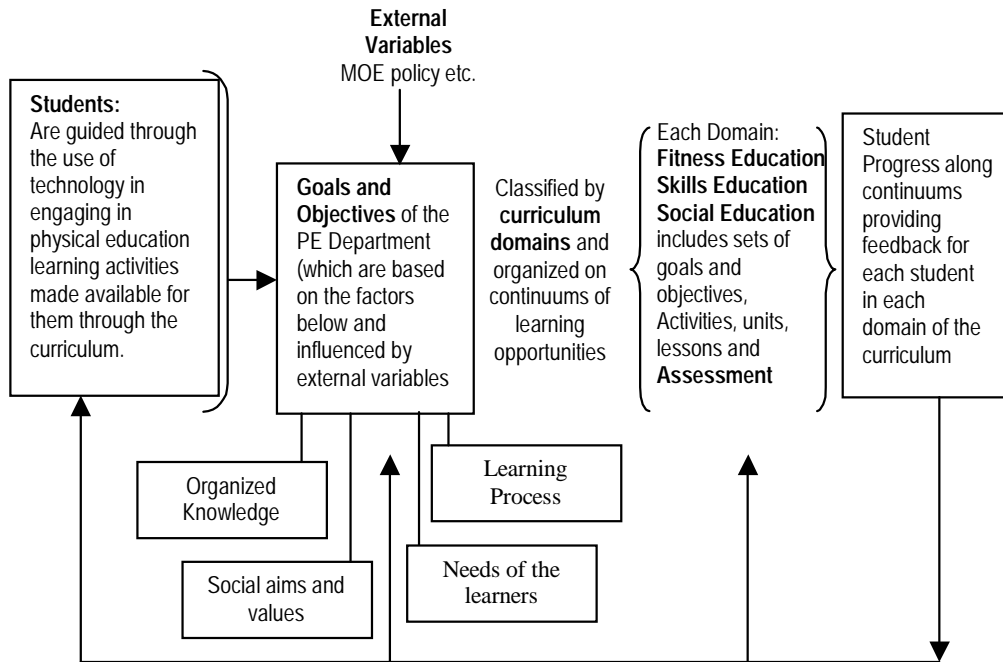 External
Variables
MOE policy etc.
Students:
Are guided through
the use of
technology in
engaging in
physical education
learning activities
made available for
them through the
curriculum.
Goals and
Objectives of the
PE Department
(which are based
on the factors
below and
influenced by
external variables
Classified by
curriculum
domains and
organized on
continuums of
learning
opportunities
Each Domain:
Fitness Education
Skills Education
Social Education
includes sets of
goals and
objectives,
Activities, units,
lessons and
Assessment
Student
Progress along
continuums
providing
feedback for
each student
in each
domain of the
curriculum
Organized
Knowledge
Learning
Process
Social aims and
values
Needs of the
learners